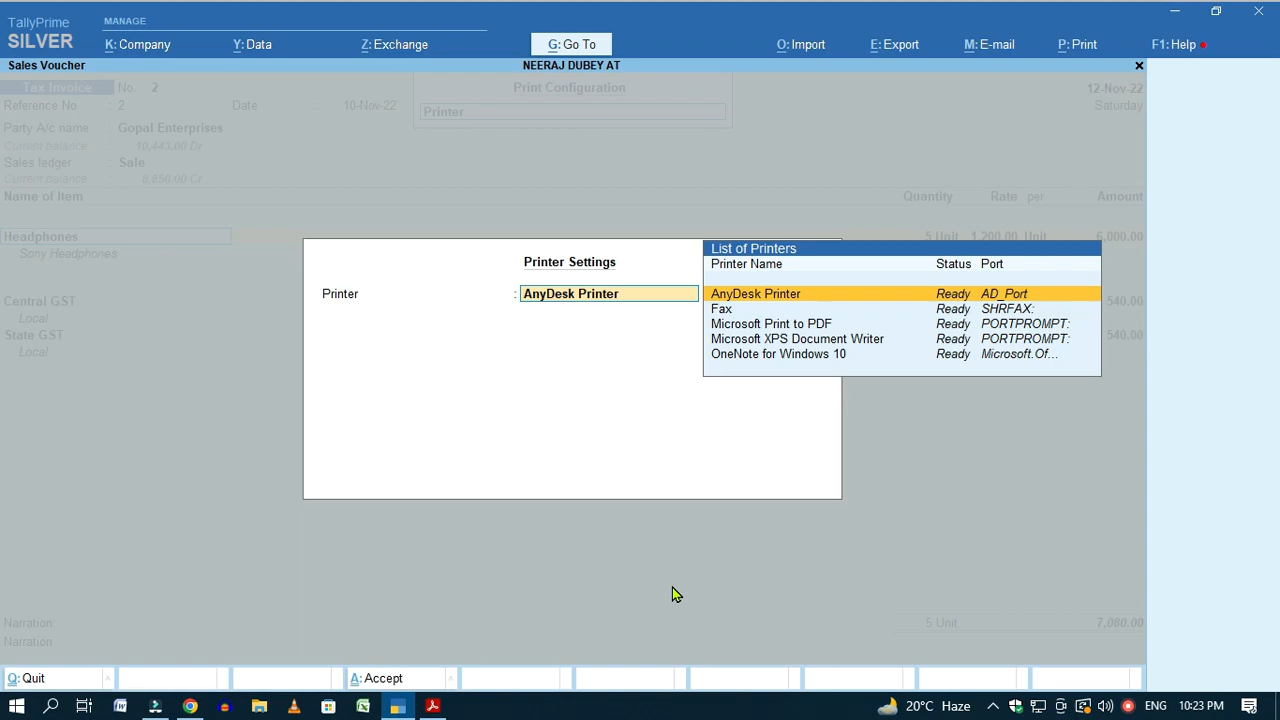 TallyPrime
SILVER
MANAGE
K: Company
Y: Data
Z: Exchange
G: Go To
O: Import
E: Export
M: E-mail
P: Print
F1: Help
Sales Voucher
NEERAJ DUBEY AT
Tax Invoice No. 2
Print Configuration
12-Nov-22
Reference No : 2 Date : 10-Nov-22
Saturday
Printer
Party A/c name : Gopal Enterprises
Current balance : 10,443.00 Dr
Sales ledger : Sale
Current balance : 8,850.00 Cr
Name of Item Quantity Rate per Amount
Headphones 5 Unit 1,200.00 Unit 6,000.00
Sony Headphones
Central GST 540.00
Local
State GST 540.00
Local
Printer Settings
Printer : AnyDesk Printer
List of Printers
Printer Name Status Port
AnyDesk Printer Ready AD_Port
Fax Ready SHRFAX:
Microsoft Print to PDF Ready PORTPROMPT:
Microsoft XPS Document Writer Ready PORTPROMPT:
OneNote for Windows 10 Ready Microsoft.Of...
Narration: 5 Unit 7,080.00
Narration
Q: Quit
A: Accept
20°C Haze
ENG
10:23 PM